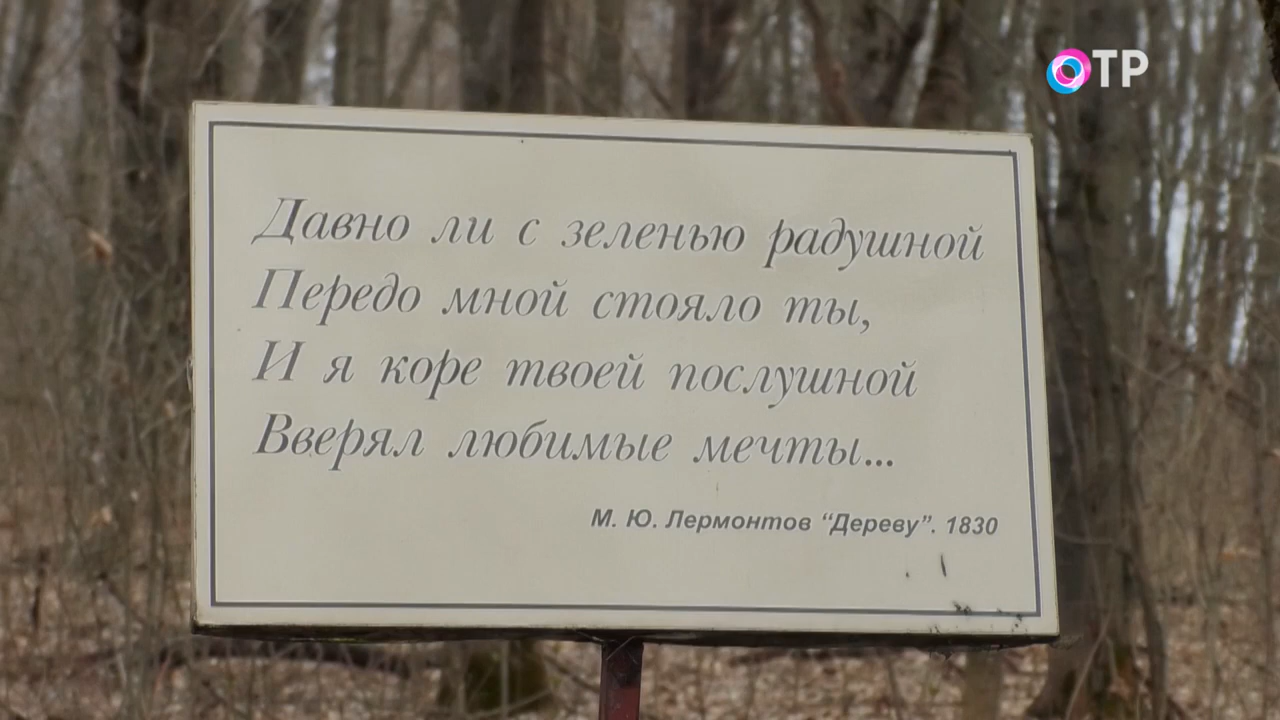 ОТР
Давно ли с зеленью радушной
Передо мной стояло ты,
И я коре твоей послушной
Вверял любимые мечты...
М. Ю. Лермонтов “Дереву”. 1830